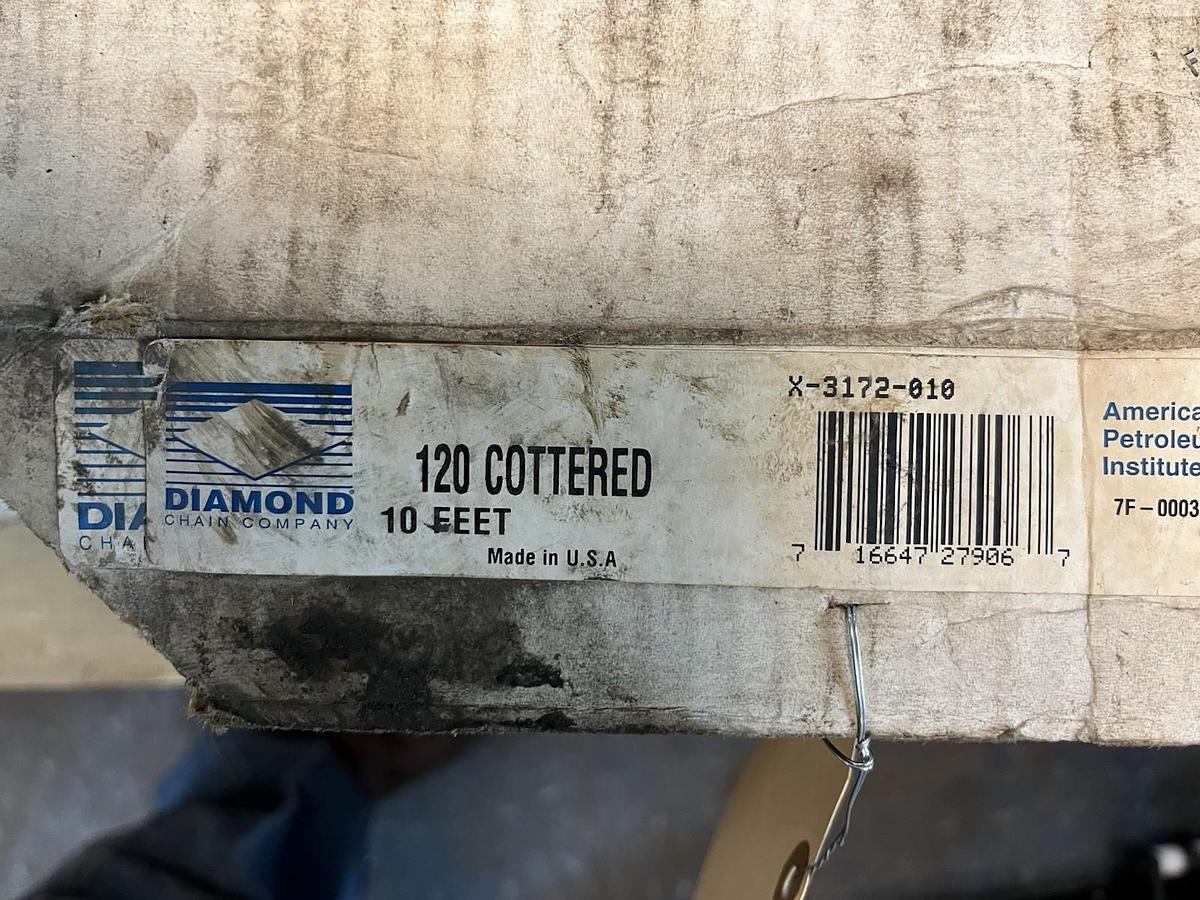 X-3172-010
DIA
CHA
DIAMOND
CHAIN COMPANY
120 COTTERED
10 FEET
Made in U.S.A
7 16647 27906 7
America
Petroleu
Institute
7F-0003